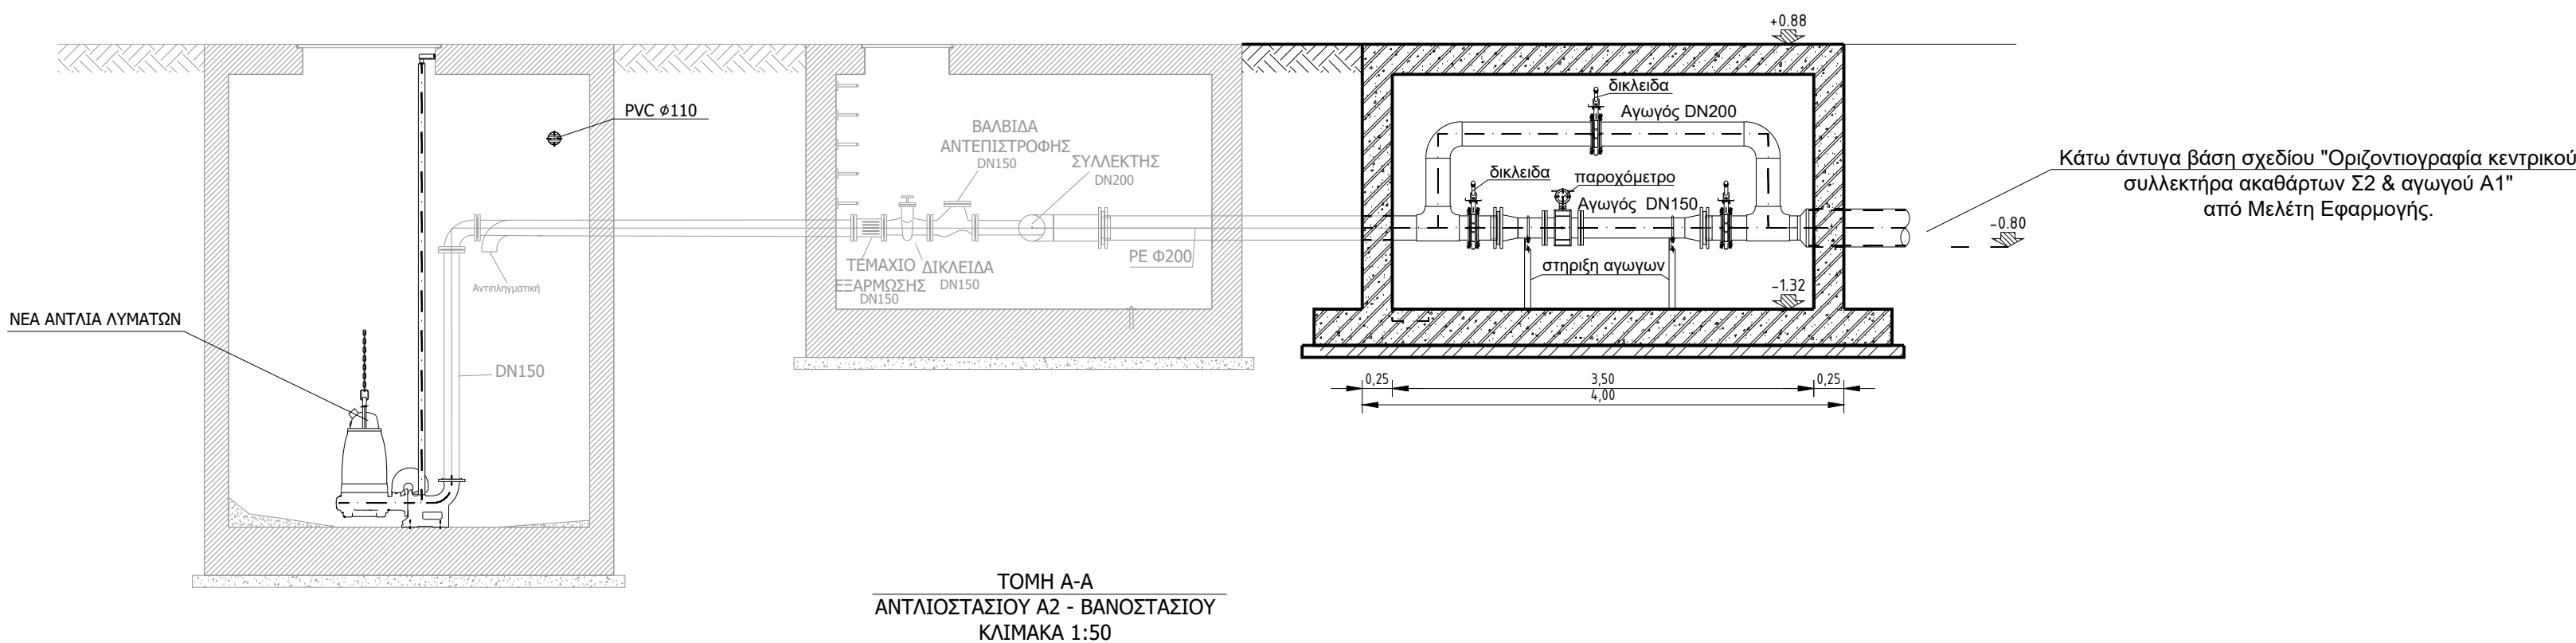 +0.88
δικλειδα
Αγωγός DN200
PVC φ110
ΒΑΛΒΙΔΑ
ΑΝΤΕΠΙΣΤΡΟΦΗΣ
DN150
ΣΥΛΛΕΚΤΗΣ
DN200
δικλειδα
παροχόμετρο
Αγωγός DN150
Κάτω άντυγα βάση σχεδίου "Οριζοντιογραφία κεντρικού
συλλεκτήρα ακαθάρτων Σ2 & αγωγού Α1"
από Μελέτη Εφαρμογής.
-0.80
ΤΕΜΑΧΙΟ
ΕΞΑΡΜΩΣΗΣ
DN150
ΔΙΚΛΕΙΔΑ
DN150
PE Φ200
στηριξη αγωγων
-1.32
Αντιπληγματική
ΝΕΑ ΑΝΤΛΙΑ ΛΥΜΑΤΩΝ
DN150
0,25
3,50
0,25
4,00
ΤΟΜΗ Α-Α
ΑΝΤΛΙΟΣΤΑΣΙΟΥ Α2 - ΒΑΝΟΣΤΑΣΙΟΥ
ΚΛΙΜΑΚΑ 1:50